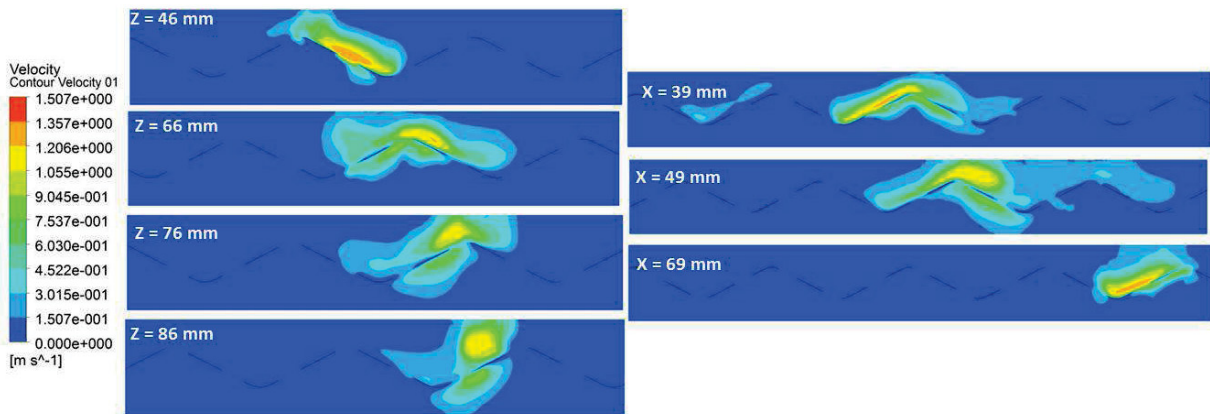 Velocity
Contour Velocity 01
1.507e+000
1.357e+000
1.206e+000
1.055e+000
9.045e-001
7.537e-001
6.030e-001
4.522e-001
3.015e-001
1.507e-001
0.000e+000
[m s^-1]
Z = 46 mm
Z = 66 mm
Z = 76 mm
Z = 86 mm
X = 39 mm
X = 49 mm
X = 69 mm